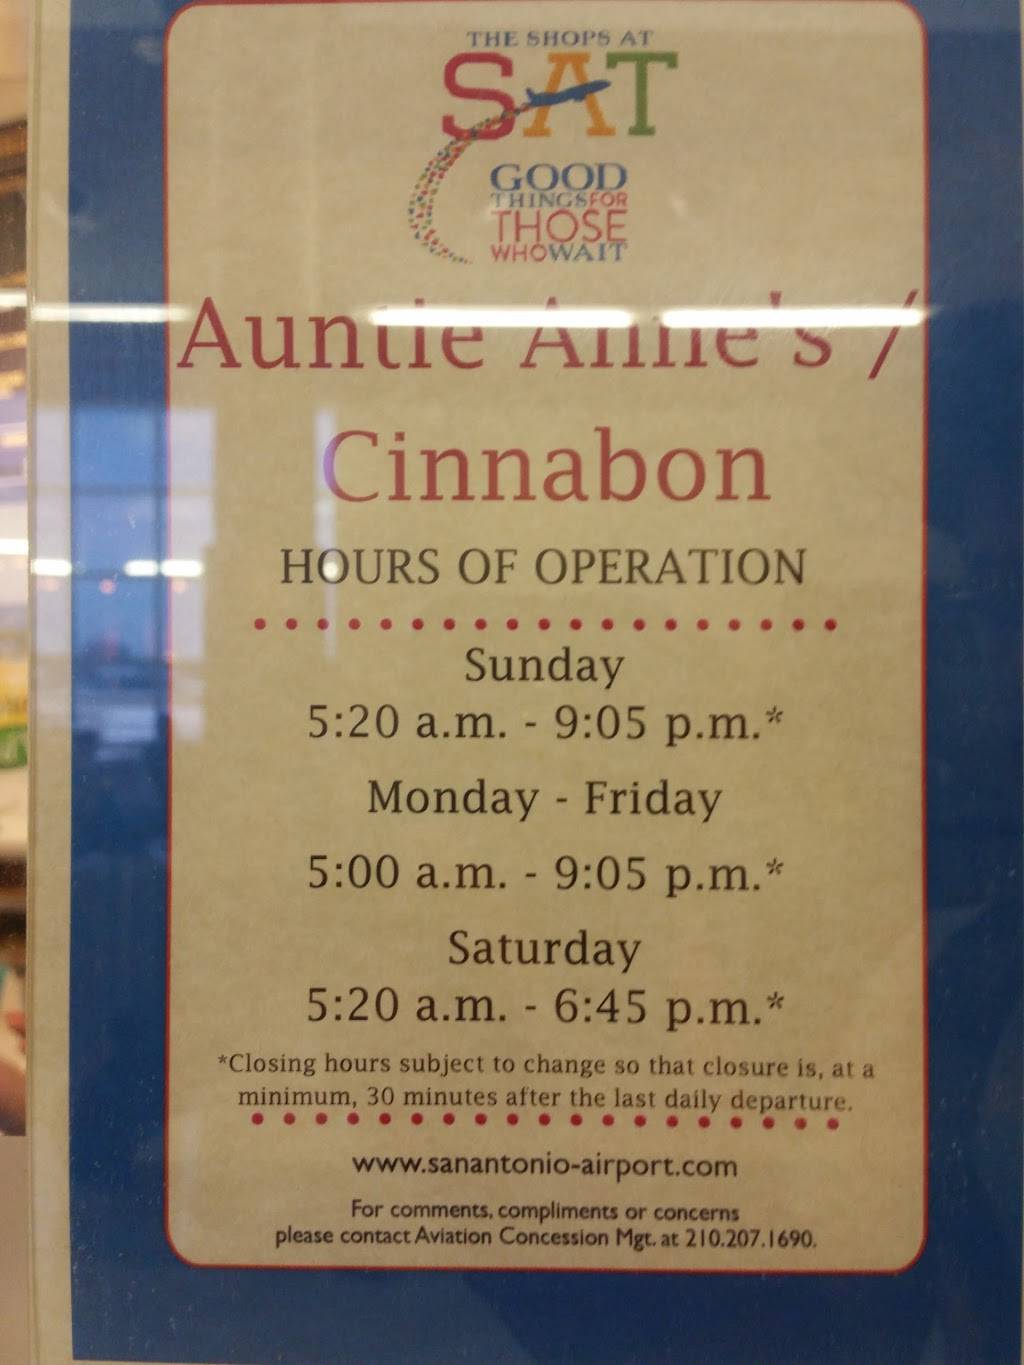 THE SHOPS AT
SAT
GOOD
THINGS FOR
THOSE
WHO WAIT
Auntie Anne's /
Cinnabon
HOURS OF OPERATION
Sunday
5:20 a.m. - 9:05 p.m.*
Monday - Friday
5:00 a.m. - 9:05 p.m.*
Saturday
5:20 a.m. - 6:45 p.m.*
*Closing hours subject to change so that closure is, at a
minimum, 30 minutes after the last daily departure.
www.sanantonio-airport.com
For comments, compliments or concerns
please contact Aviation Concession Mgt. at 210.207.1690.